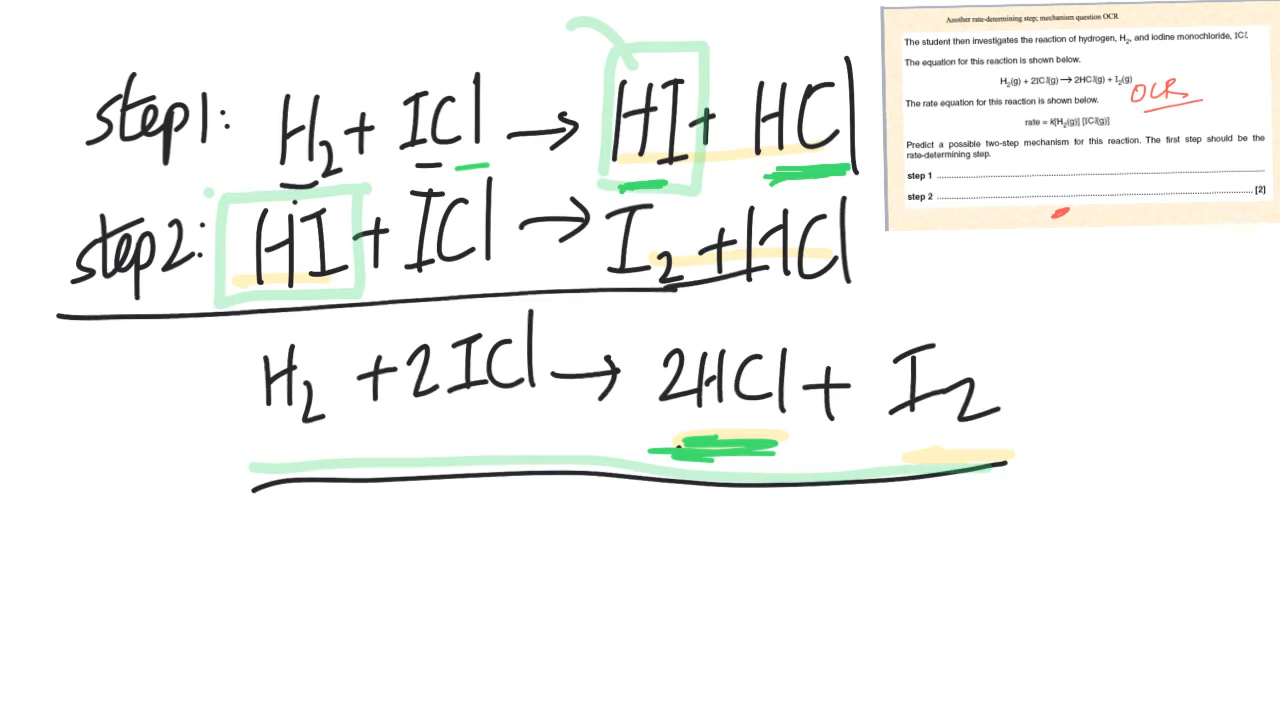 step1: H2 + ICl → HI + HCl
step2: HI + ICl → I2 + HCl
H2 + 2ICl → 2HCl + I2
Another rate-determining step; mechanism question OCR
The student then investigates the reaction of hydrogen, H2, and iodine monochloride, ICl.
The equation for this reaction is shown below.
H2(g) + 2ICl(g) → 2HCl(g) + I2(g)
OCR
The rate equation for this reaction is shown below.
rate = k[H2(g)] [ICl(g)]
Predict a possible two-step mechanism for this reaction. The first step should be the
rate-determining step.
step 1
step 2 [2]